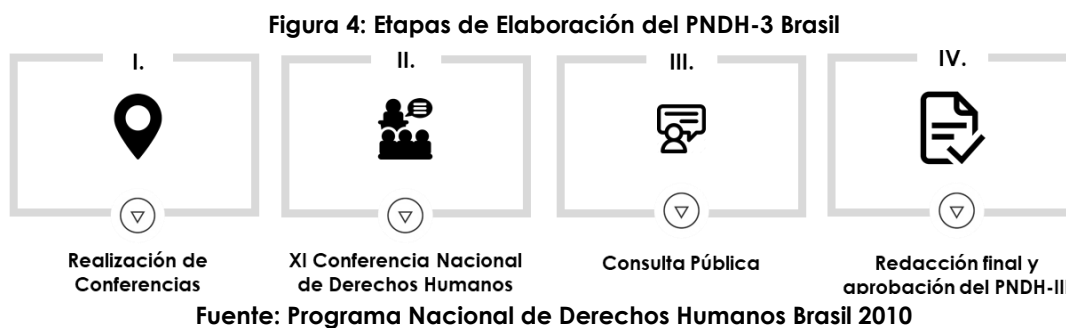 Figura 4: Etapas de Elaboración del PNDH-3 Brasil
I.
II.
III.
IV.
Realización de
Conferencias
XI Conferencia Nacional
de Derechos Humanos
Consulta Pública
Redacción final y
aprobación del PNDH-III
Fuente: Programa Nacional de Derechos Humanos Brasil 2010